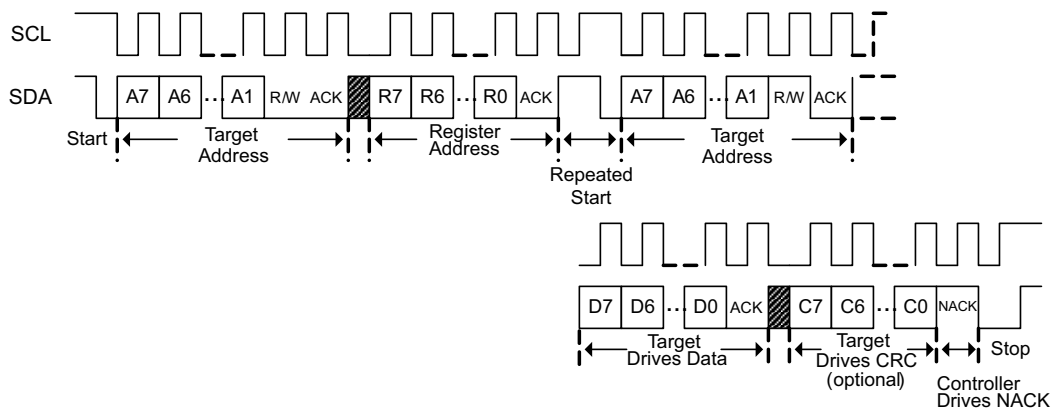 SCL
SDA
A7 A6 ... A1 R/W ACK R7 R6 ... R0 ACK A7 A6 ... A1 R/W ACK
Start
Target
Address
Register
Address
Repeated
Start
Target
Address
D7 D6 ... D0 ACK C7 C6 ... C0 NACK
Target
Drives Data
Target
Drives CRC
(optional)
Stop
Controller
Drives NACK